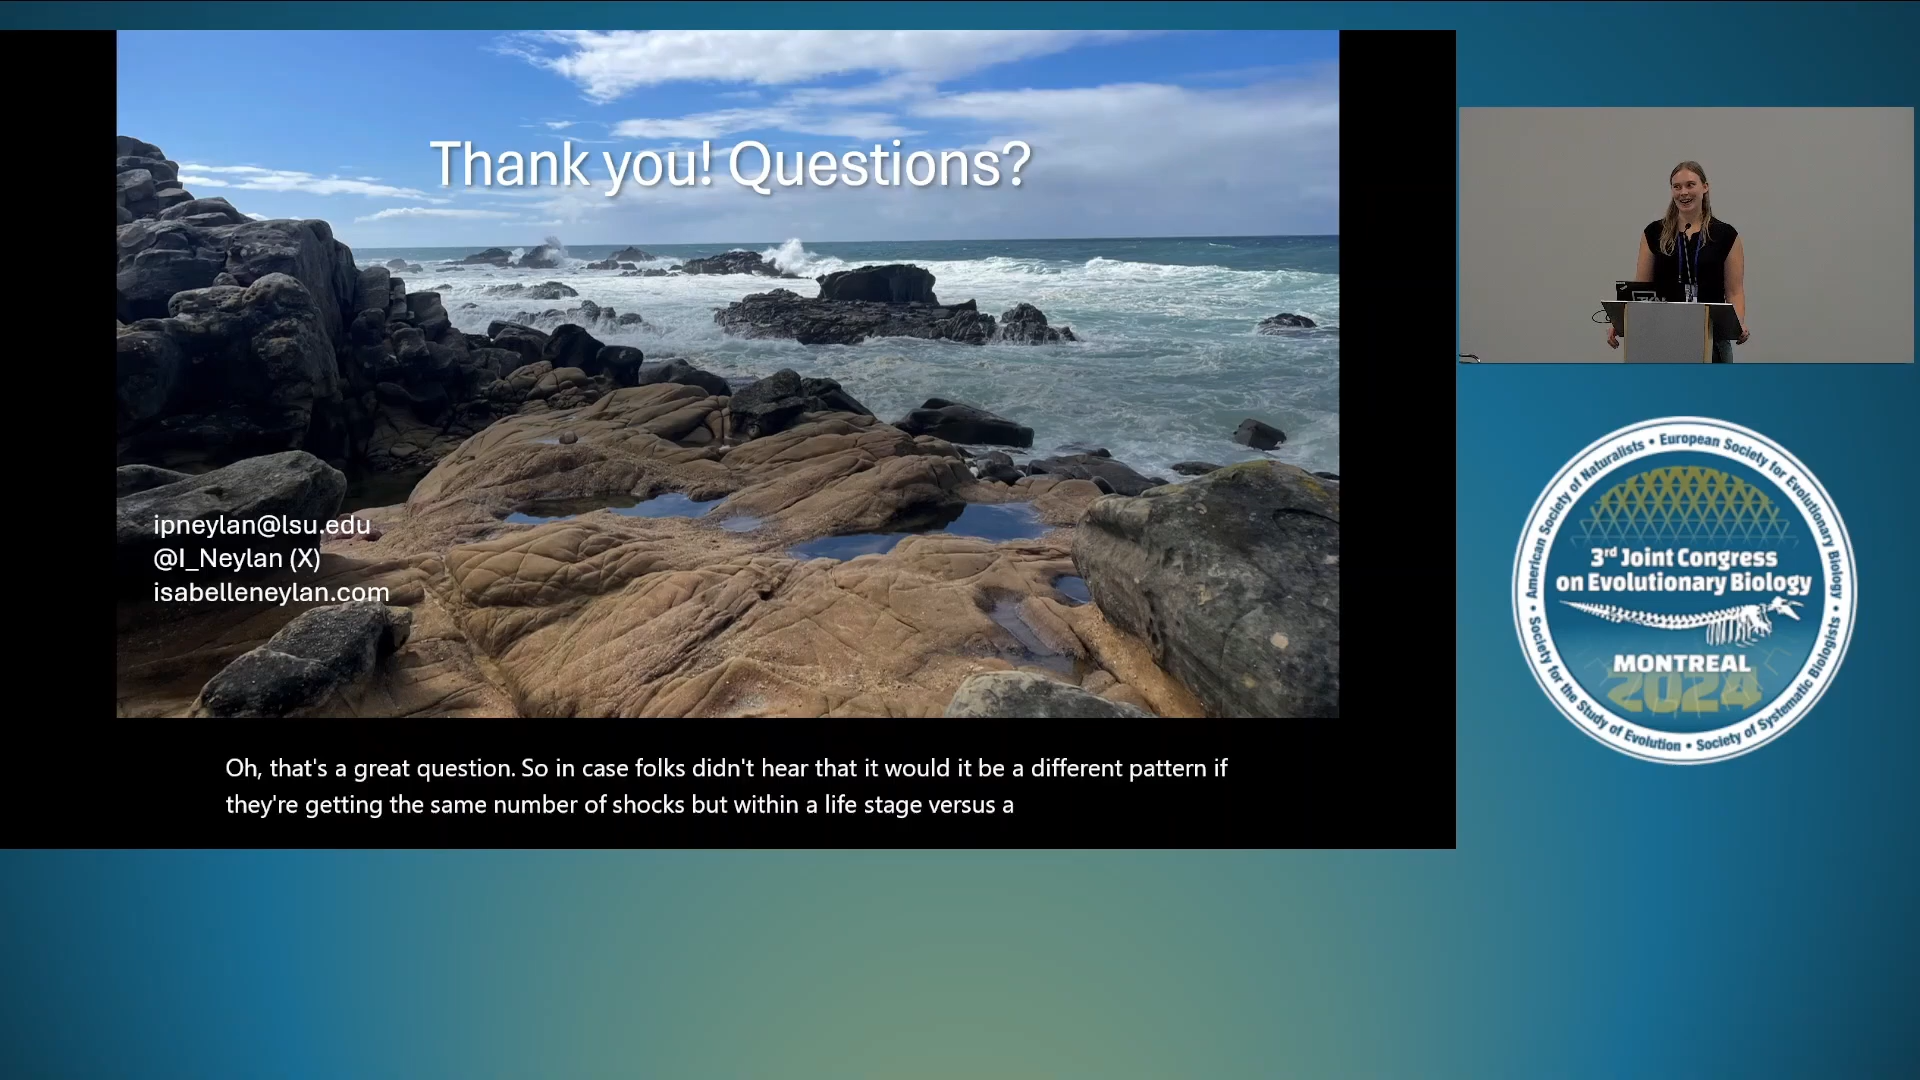 Thank you! Questions?
ipneylan@lsu.edu
@I_Neylan (X)
isabelleneylan.com
Oh, that's a great question. So in case folks didn't hear that it would it be a different pattern if
they're getting the same number of shocks but within a life stage versus a
American Society of Naturalists • European Society for Evolutionary Biology • Society of Systematic Biologists • Society for the Study of Evolution •
3rd Joint Congress
on Evolutionary Biology
MONTREAL
2024